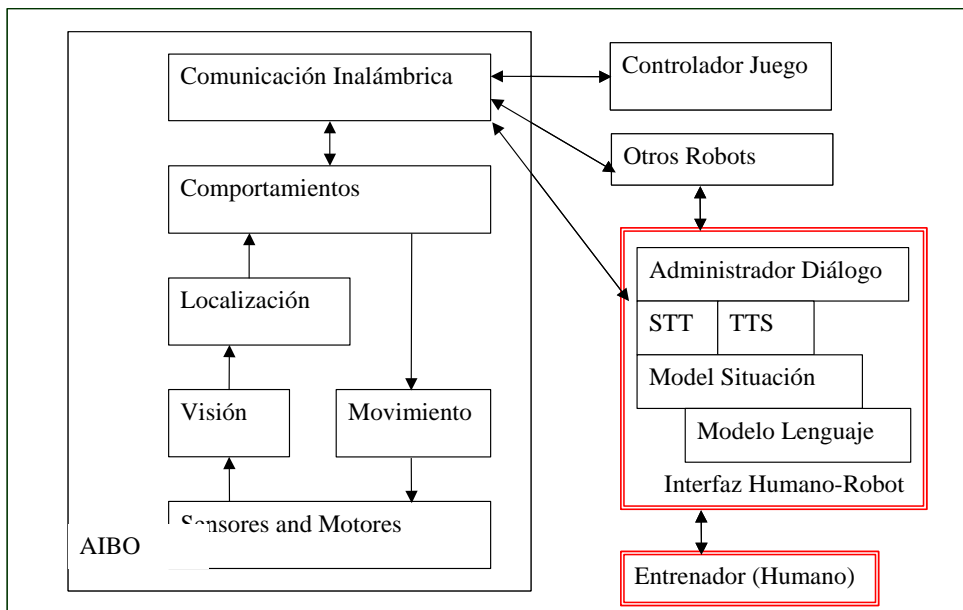 Comunicación Inalámbrica
Controlador Juego
Otros Robots
Comportamientos
Administrador Diálogo
Localización
STT
TTS
Model Situación
Visión
Movimiento
Modelo Lenguaje
Interfaz Humano-Robot
Sensores and Motores
AIBO
Entrenador (Humano)